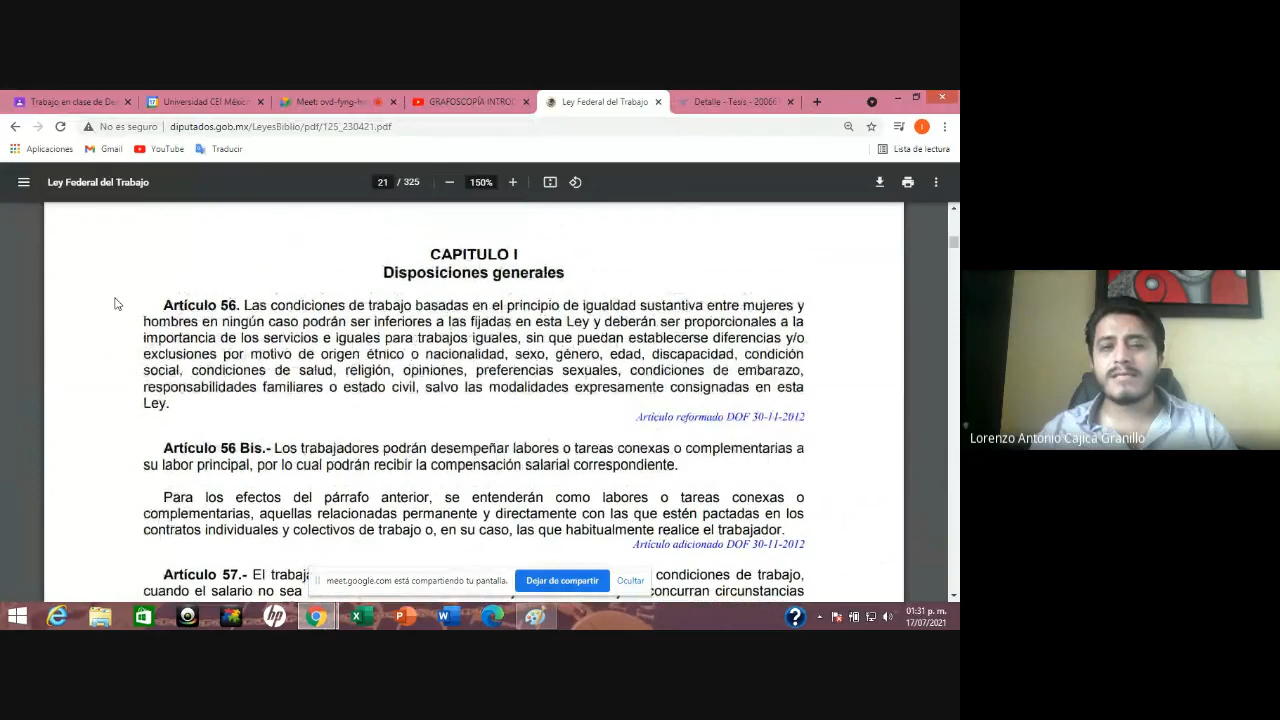 Trabajo en clase de De
Universidad CEI México
Meet: ovd-fyng-h
GRAFOSCOPÍA INTROD
Ley Federal del Trabajo
Detalle - Tesis - 20066
No es seguro
deputados.gob.mx/LeyesBiblio/pdf/125_230421.pdf
Aplicaciones
Gmail
YouTube
Traducir
Lista de lectura
Ley Federal del Trabajo
21 / 325
150%
CAPITULO I
Disposiciones generales
Artículo 56. Las condiciones de trabajo basadas en el principio de igualdad sustantiva entre mujeres y
hombres en ningún caso podrán ser inferiores a las fijadas en esta Ley y deberán ser proporcionales a la
importancia de los servicios e iguales para trabajos iguales, sin que puedan establecerse diferencias y/o
exclusiones por motivo de origen étnico o nacionalidad, sexo, género, edad, discapacidad, condición
social, condiciones de salud, religión, opiniones, preferencias sexuales, condiciones de embarazo,
responsabilidades familiares o estado civil, salvo las modalidades expresamente consignadas en esta
Ley.
Artículo reformado DOF 30-11-2012
Artículo 56 Bis.- Los trabajadores podrán desempeñar labores o tareas conexas o complementarias a
su labor principal, por lo cual podrán recibir la compensación salarial correspondiente.
Para los efectos del párrafo anterior, se entenderán como labores o tareas conexas o
complementarias, aquellas relacionadas permanente y directamente con las que estén pactadas en los
contratos individuales y colectivos de trabajo o, en su caso, las que habitualmente realice el trabajador.
Artículo adicionado DOF 30-11-2012
Artículo 57.- El trabaj condiciones de trabajo,
cuando el salario no sea concurran circunstancias
meet.google.com está compartiendo tu pantalla.
Dejar de compartir
Ocultar
01:31 p. m.
17/07/2021
Lorenzo Antonio Cajica Granillo